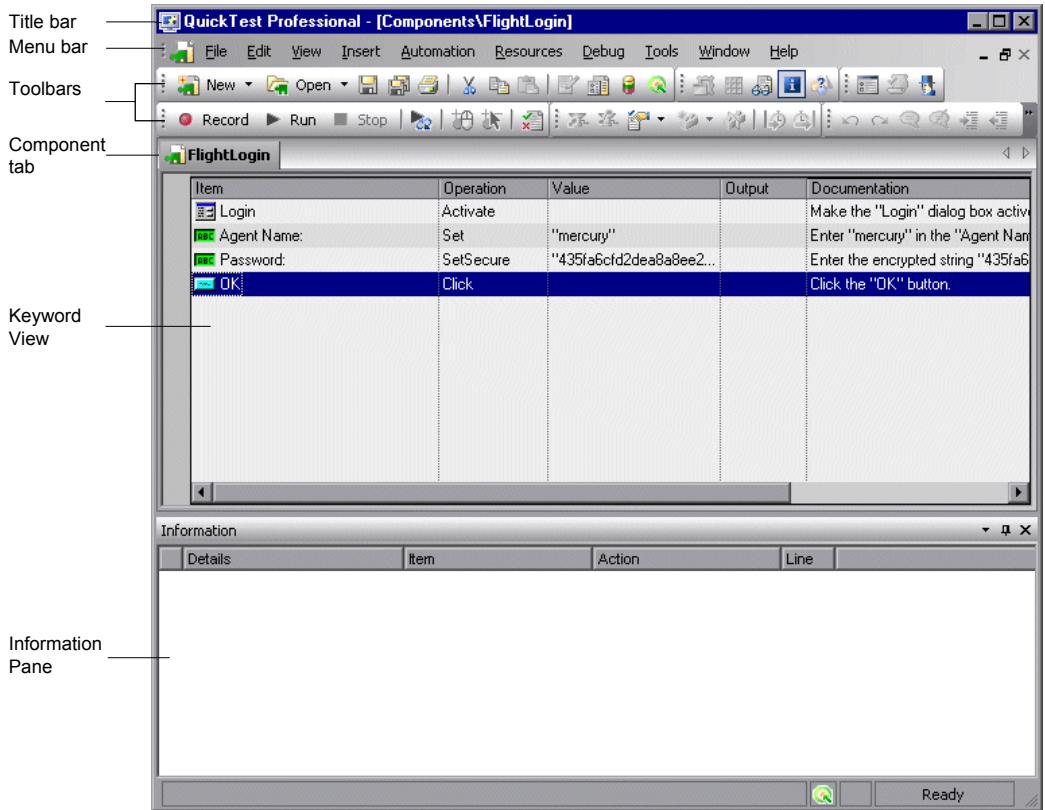 Title bar
QuickTest Professional - [Components\FlightLogin]
Menu bar
File Edit View Insert Automation Resources Debug Tools Window Help
Toolbars
New Open
Record Run Stop
Component
tab
FlightLogin
Item Operation Value Output Documentation
Login Activate Make the "Login" dialog box activ
ABC Agent Name: Set "mercury" Enter "mercury" in the "Agent Nam
ABC Password: SetSecure "435fa6cfd2dea8a8ee2... Enter the encrypted string "435fa6
OK Click Click the "OK" button.
Keyword
View
Information
Details Item Action Line
Information
Pane
Ready